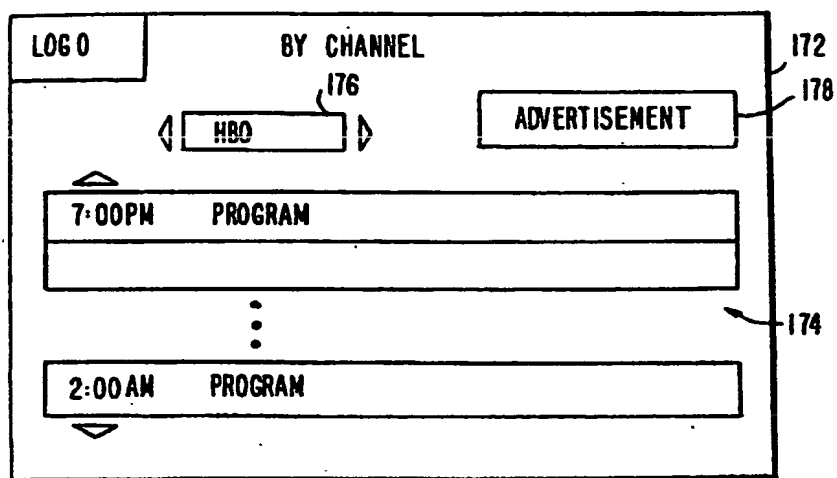 LOGO BY CHANNEL 172
176 178
HBO ADVERTISEMENT
7:00PM PROGRAM
174
2:00AM PROGRAM